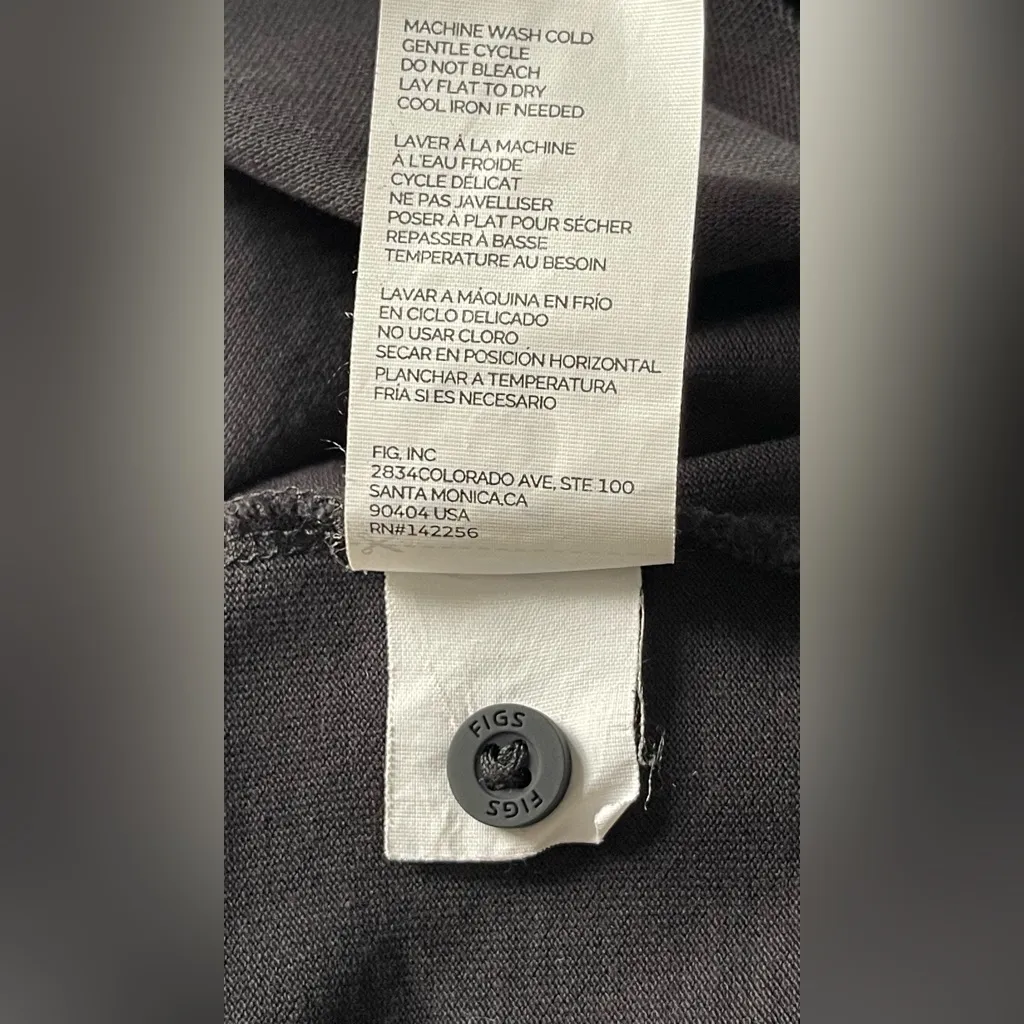 MACHINE WASH COLD
GENTLE CYCLE
DO NOT BLEACH
LAY FLAT TO DRY
COOL IRON IF NEEDED
LAVER À LA MACHINE
À L'EAU FROIDE
CYCLE DÉLICAT
NE PAS JAVELLISER
POSER À PLAT POUR SÉCHER
REPASSER À BASSE
TEMPERATURE AU BESOIN
LAVAR A MÁQUINA EN FRÍO
EN CICLO DELICADO
NO USAR CLORO
SECAR EN POSICIÓN HORIZONTAL
PLANCHAR A TEMPERATURA
FRÍA SI ES NECESARIO
FIG, INC
2834COLORADO AVE, STE 100
SANTA MONICA,CA
90404 USA
RN#142256
FIGS
FIGS